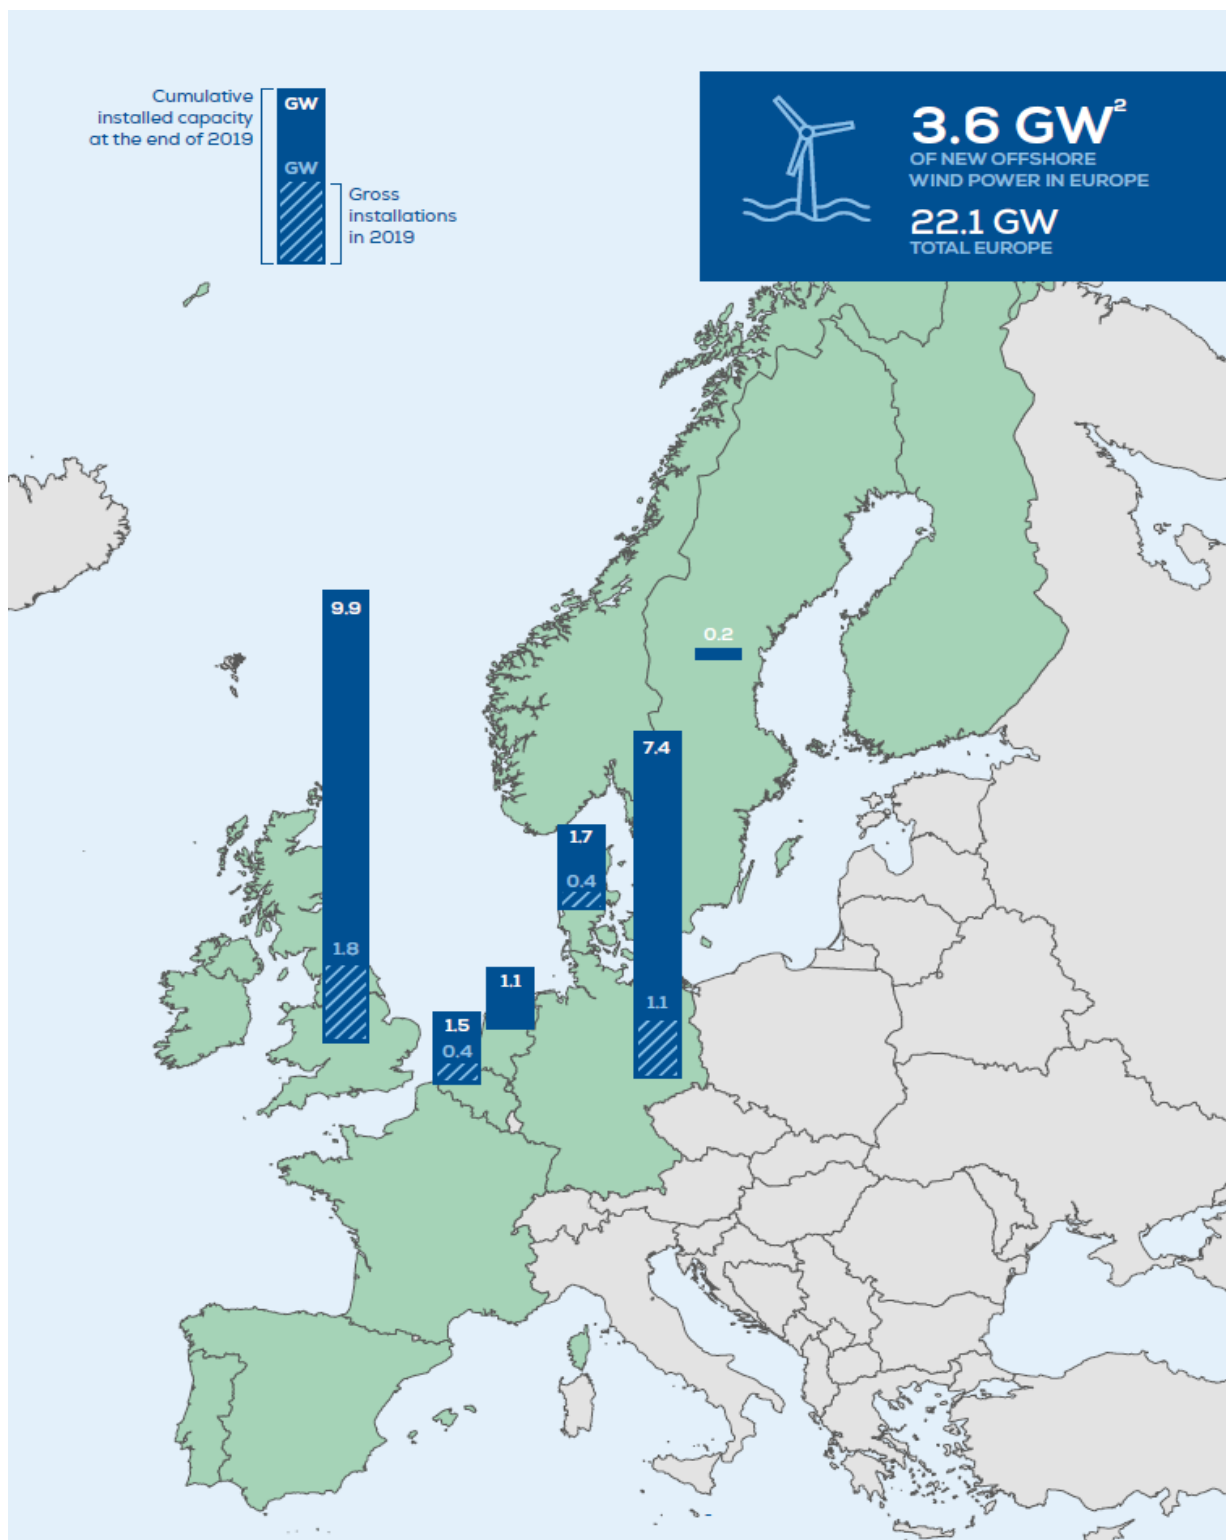 Cumulative
installed capacity
at the end of 2019
GW
GW
Gross
installations
in 2019
3.6 GW²
OF NEW OFFSHORE
WIND POWER IN EUROPE
22.1 GW
TOTAL EUROPE
9.9
0.2
7.4
1.7
0.4
1.8
1.1
1.1
1.5
0.4